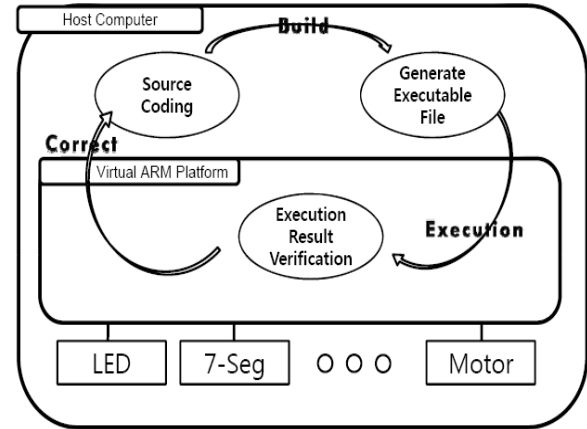 Host Computer
Build
Source
Coding
Generate
Executable
File
Correct
Virtual ARM Platform
Execution
Result
Verification
Execution
LED
7-Seg
O O O
Motor